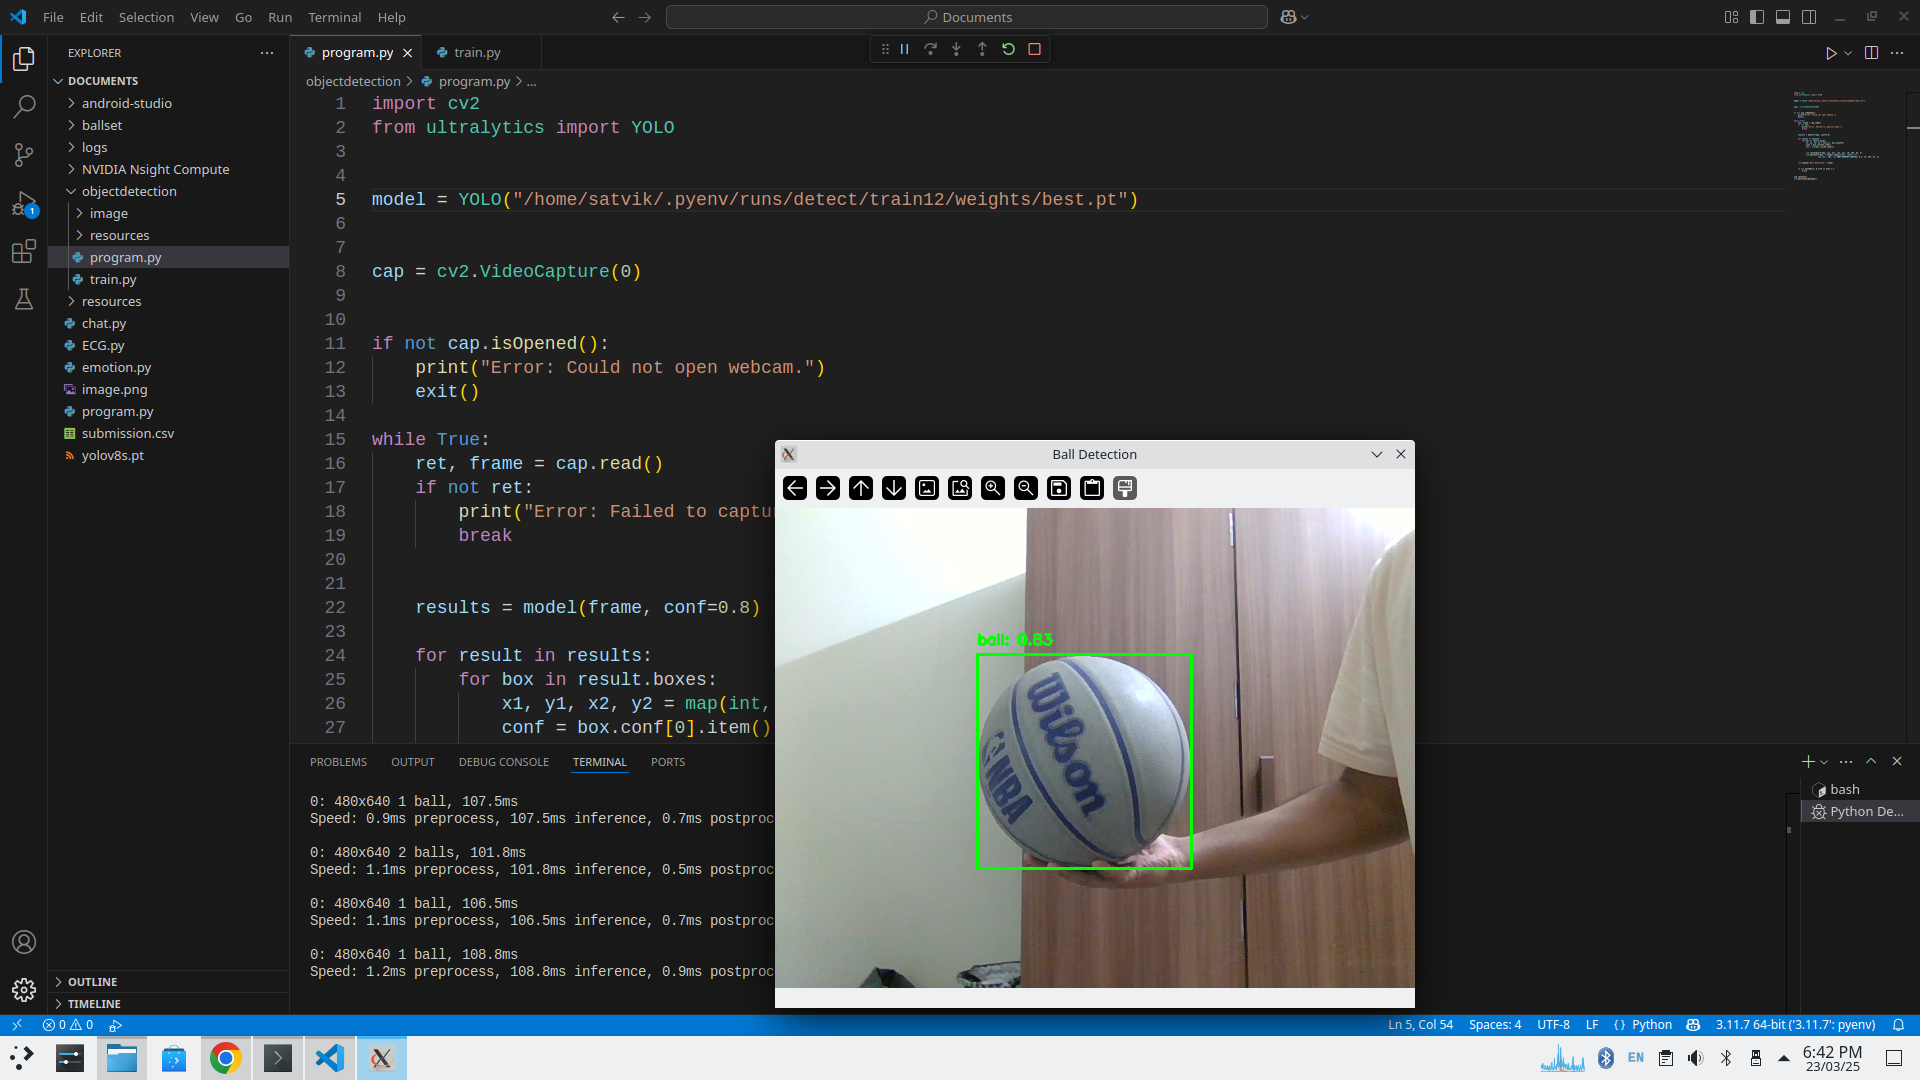 File Edit Selection View Go Run Terminal Help
Documents
EXPLORER
DOCUMENTS
android-studio
ballset
logs
NVIDIA Nsight Compute
objectdetection
image
resources
program.py
train.py
resources
chat.py
ECG.py
emotion.py
image.png
program.py
submission.csv
yolov8s.pt
OUTLINE
TIMELINE
1
program.py
train.py
objectdetection > program.py > ...
1 import cv2
2 from ultralytics import YOLO
3
4
5 model = YOLO("/home/satvik/.pyenv/runs/detect/train12/weights/best.pt")
6
7
8 cap = cv2.VideoCapture(0)
9
10
11 if not cap.isOpened():
12 print("Error: Could not open webcam.")
13 exit()
14
15 while True:
16 ret, frame = cap.read()
17 if not ret:
18 print("Error: Failed to captu
19 break
20
21
22 results = model(frame, conf=0.8)
23
24 for result in results:
25 for box in result.boxes:
26 x1, y1, x2, y2 = map(int,
27 conf = box.conf[0].item()
Ball Detection
ball: 0.83
Wilson
NBA
PROBLEMS OUTPUT DEBUG CONSOLE TERMINAL PORTS
0: 480x640 1 ball, 107.5ms
Speed: 0.9ms preprocess, 107.5ms inference, 0.7ms postproc
0: 480x640 2 balls, 101.8ms
Speed: 1.1ms preprocess, 101.8ms inference, 0.5ms postproc
0: 480x640 1 ball, 106.5ms
Speed: 1.1ms preprocess, 106.5ms inference, 0.7ms postproc
0: 480x640 1 ball, 108.8ms
Speed: 1.2ms preprocess, 108.8ms inference, 0.9ms postproc
bash
Python De...
0 0
Ln 5, Col 54 Spaces: 4 UTF-8 LF {} Python 3.11.7 64-bit ('3.11.7': pyenv)
EN
6:42 PM
23/03/25